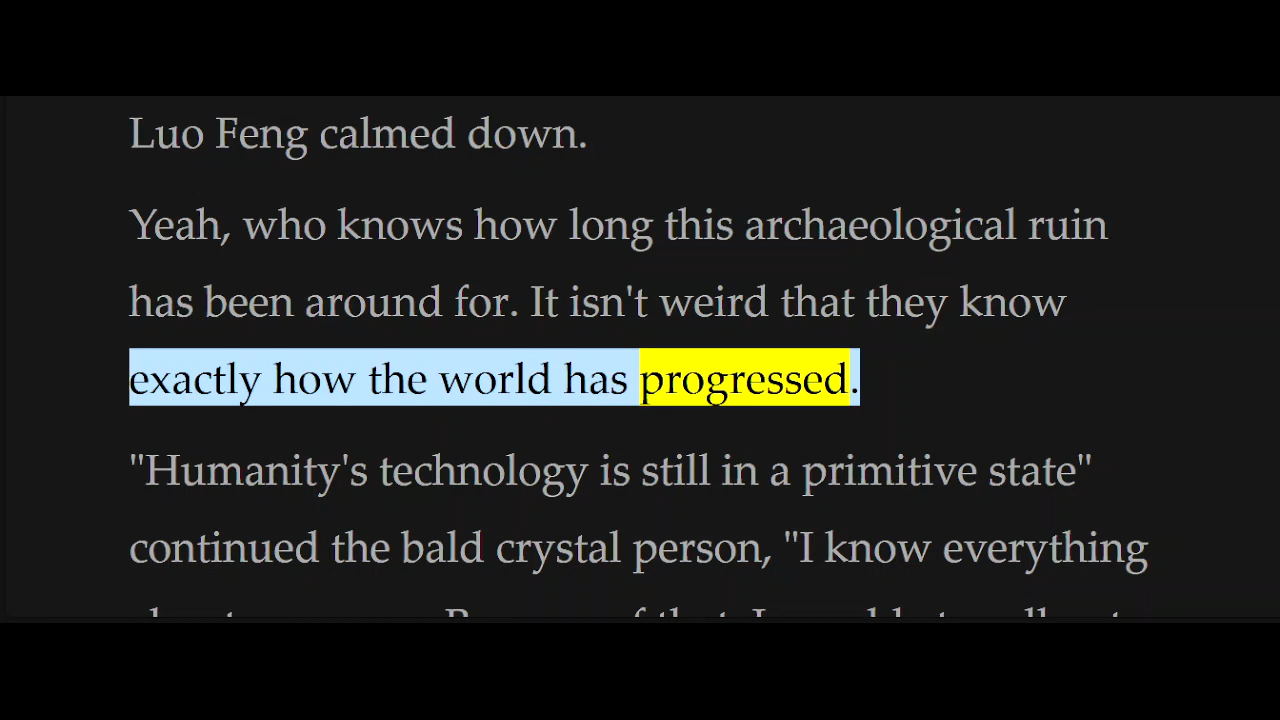 Luo Feng calmed down.
Yeah, who knows how long this archaeological ruin
has been around for. It isn't weird that they know
exactly how the world has progressed.
"Humanity's technology is still in a primitive state"
continued the bald crystal person, "I know everything